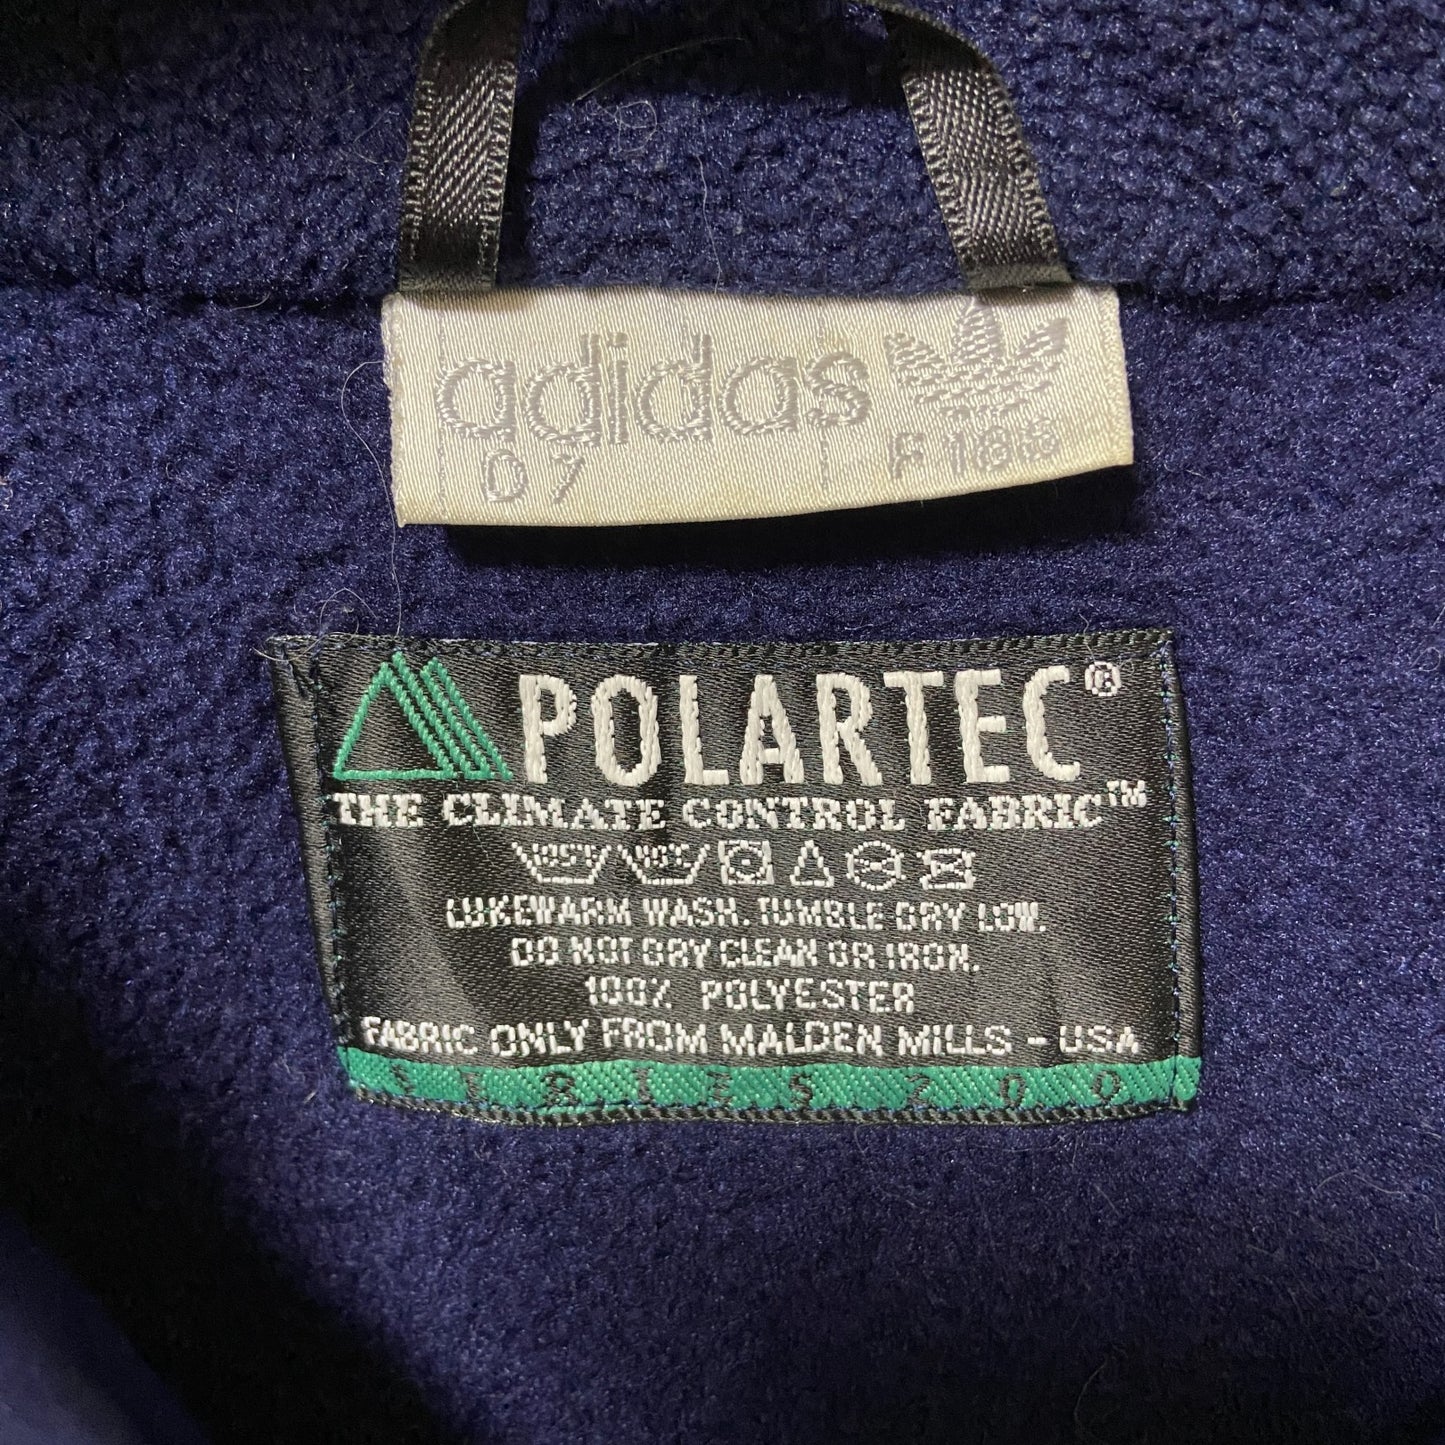 adidas
D 7 F 186
POLARTEC®
THE CLIMATE CONTROL FABRIC™
LUKEWARM WASH. TUMBLE DRY LOW.
DO NOT DRY CLEAN OR IRON.
100% POLYESTER
FABRIC ONLY FROM MALDEN MILLS - USA
SERIES 200